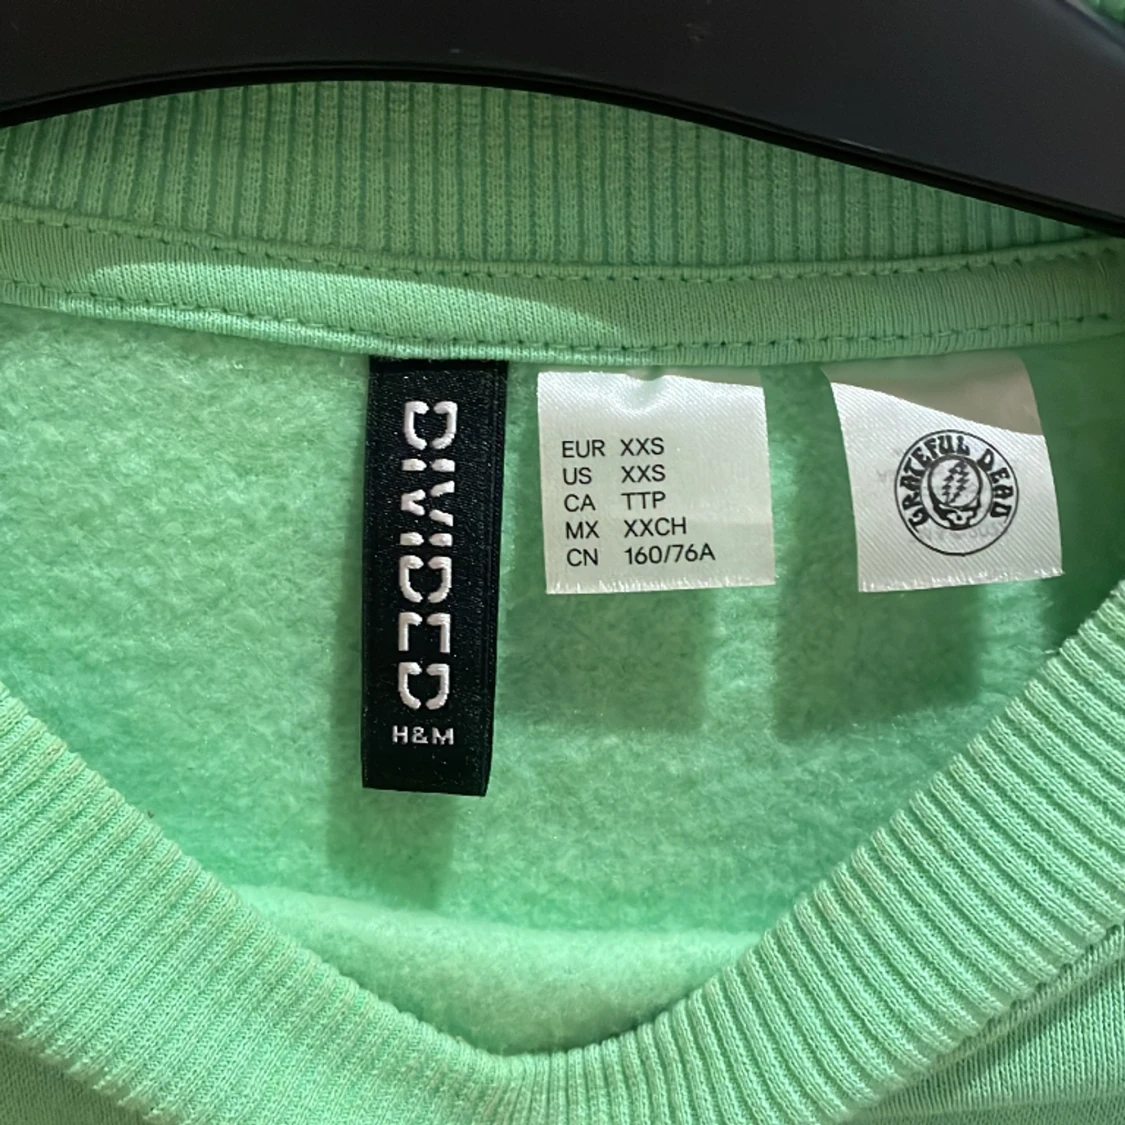 DIVIDED
H&M
EUR XXS
US XXS
CA TTP
MX XXCH
CN 160/76A
GRATEFUL DEAD